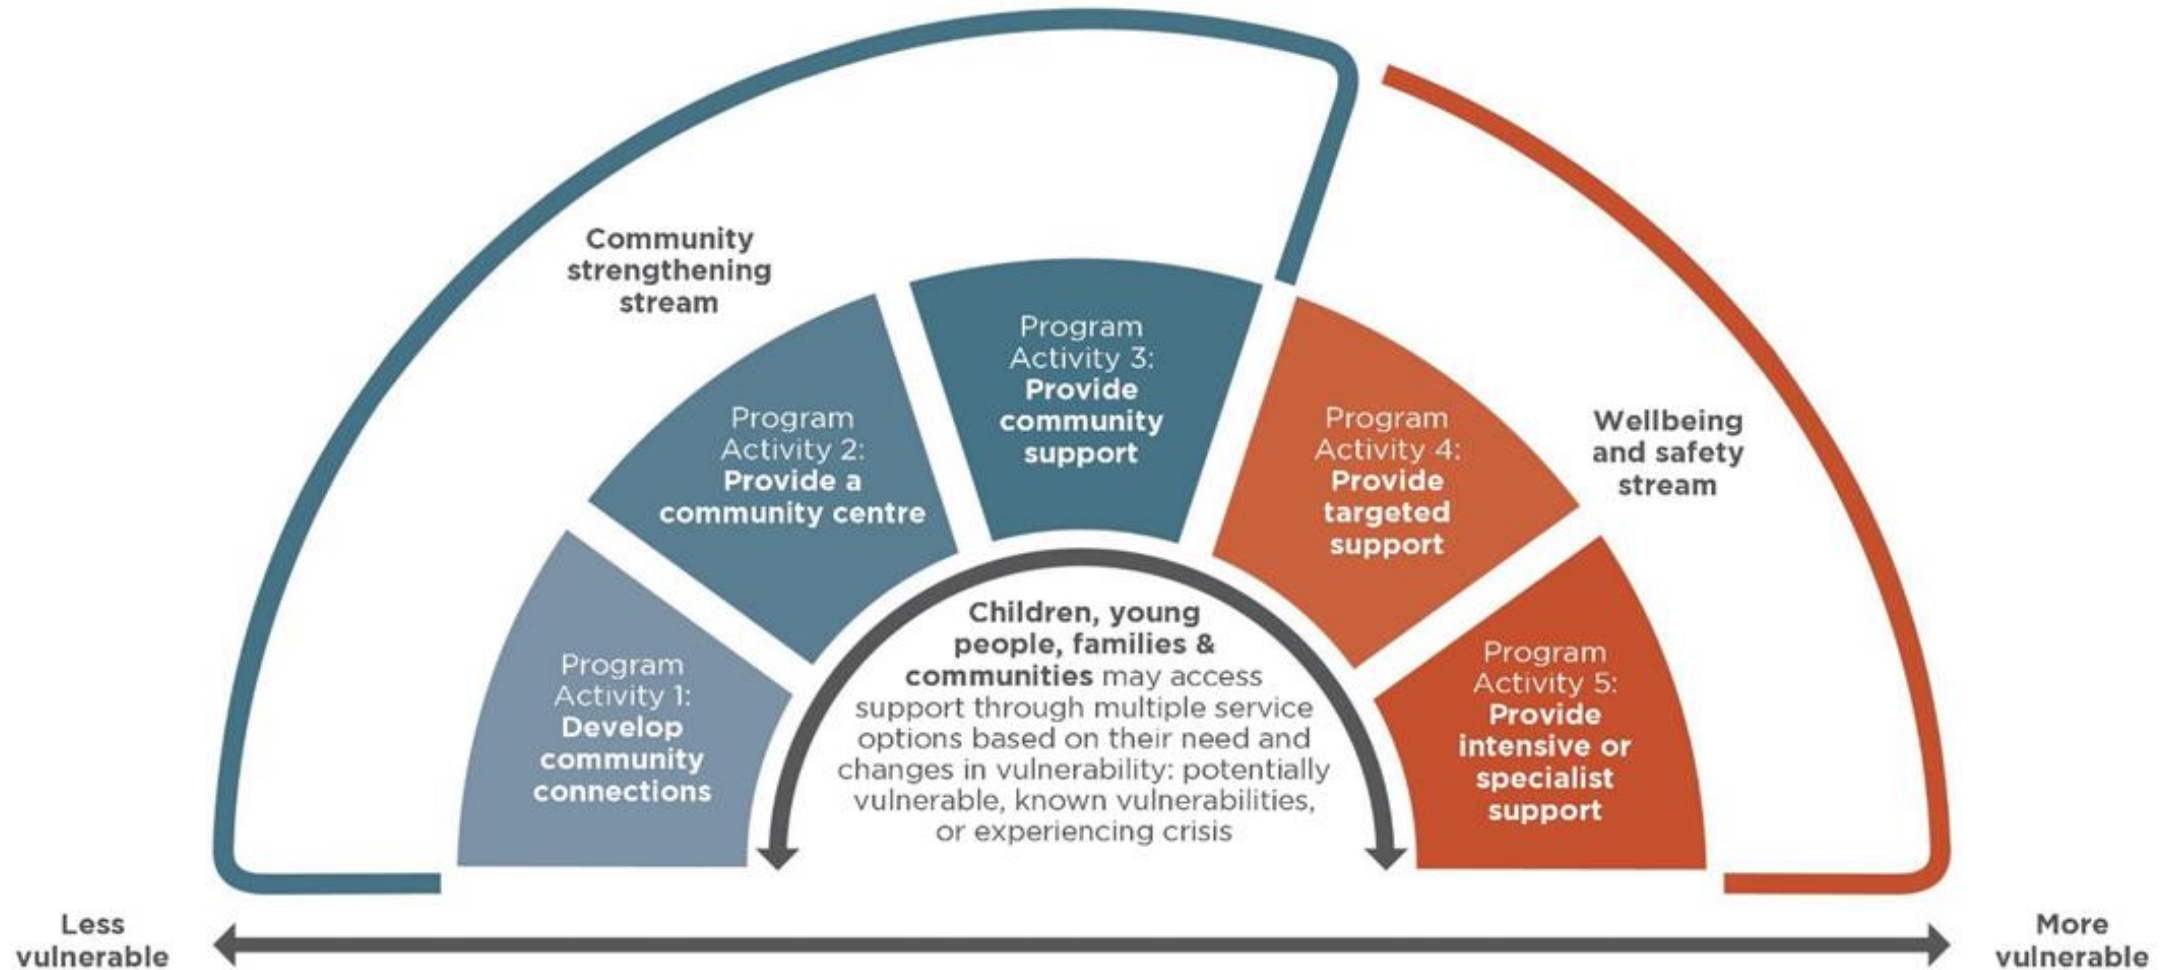 Community
strengthening
stream
Program
Activity 1:
Develop
community
connections
Program
Activity 2:
Provide a
community centre
Program
Activity 3:
Provide
community
support
Program
Activity 4:
Provide
targeted
support
Wellbeing
and safety
stream
Program
Activity 5:
Provide
intensive or
specialist
support
Children, young
people, families &
communities may access
support through multiple service
options based on their need and
changes in vulnerability: potentially
vulnerable, known vulnerabilities,
or experiencing crisis
Less
vulnerable
More
vulnerable